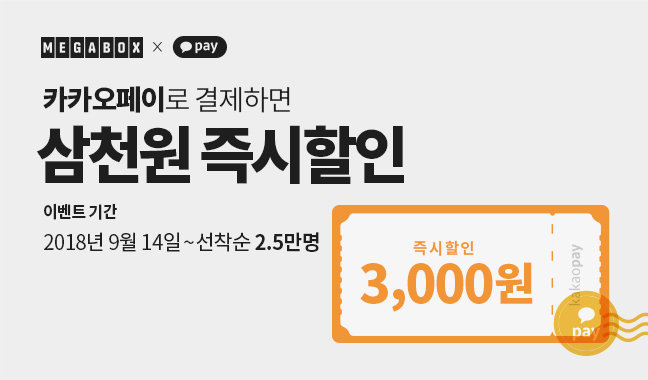 MEGABOX × pay
카카오페이로 결제하면
삼천원 즉시할인
이벤트 기간
2018년 9월 14일~선착순 2.5만명
즉시할인
3,000원
kakaopay
pay